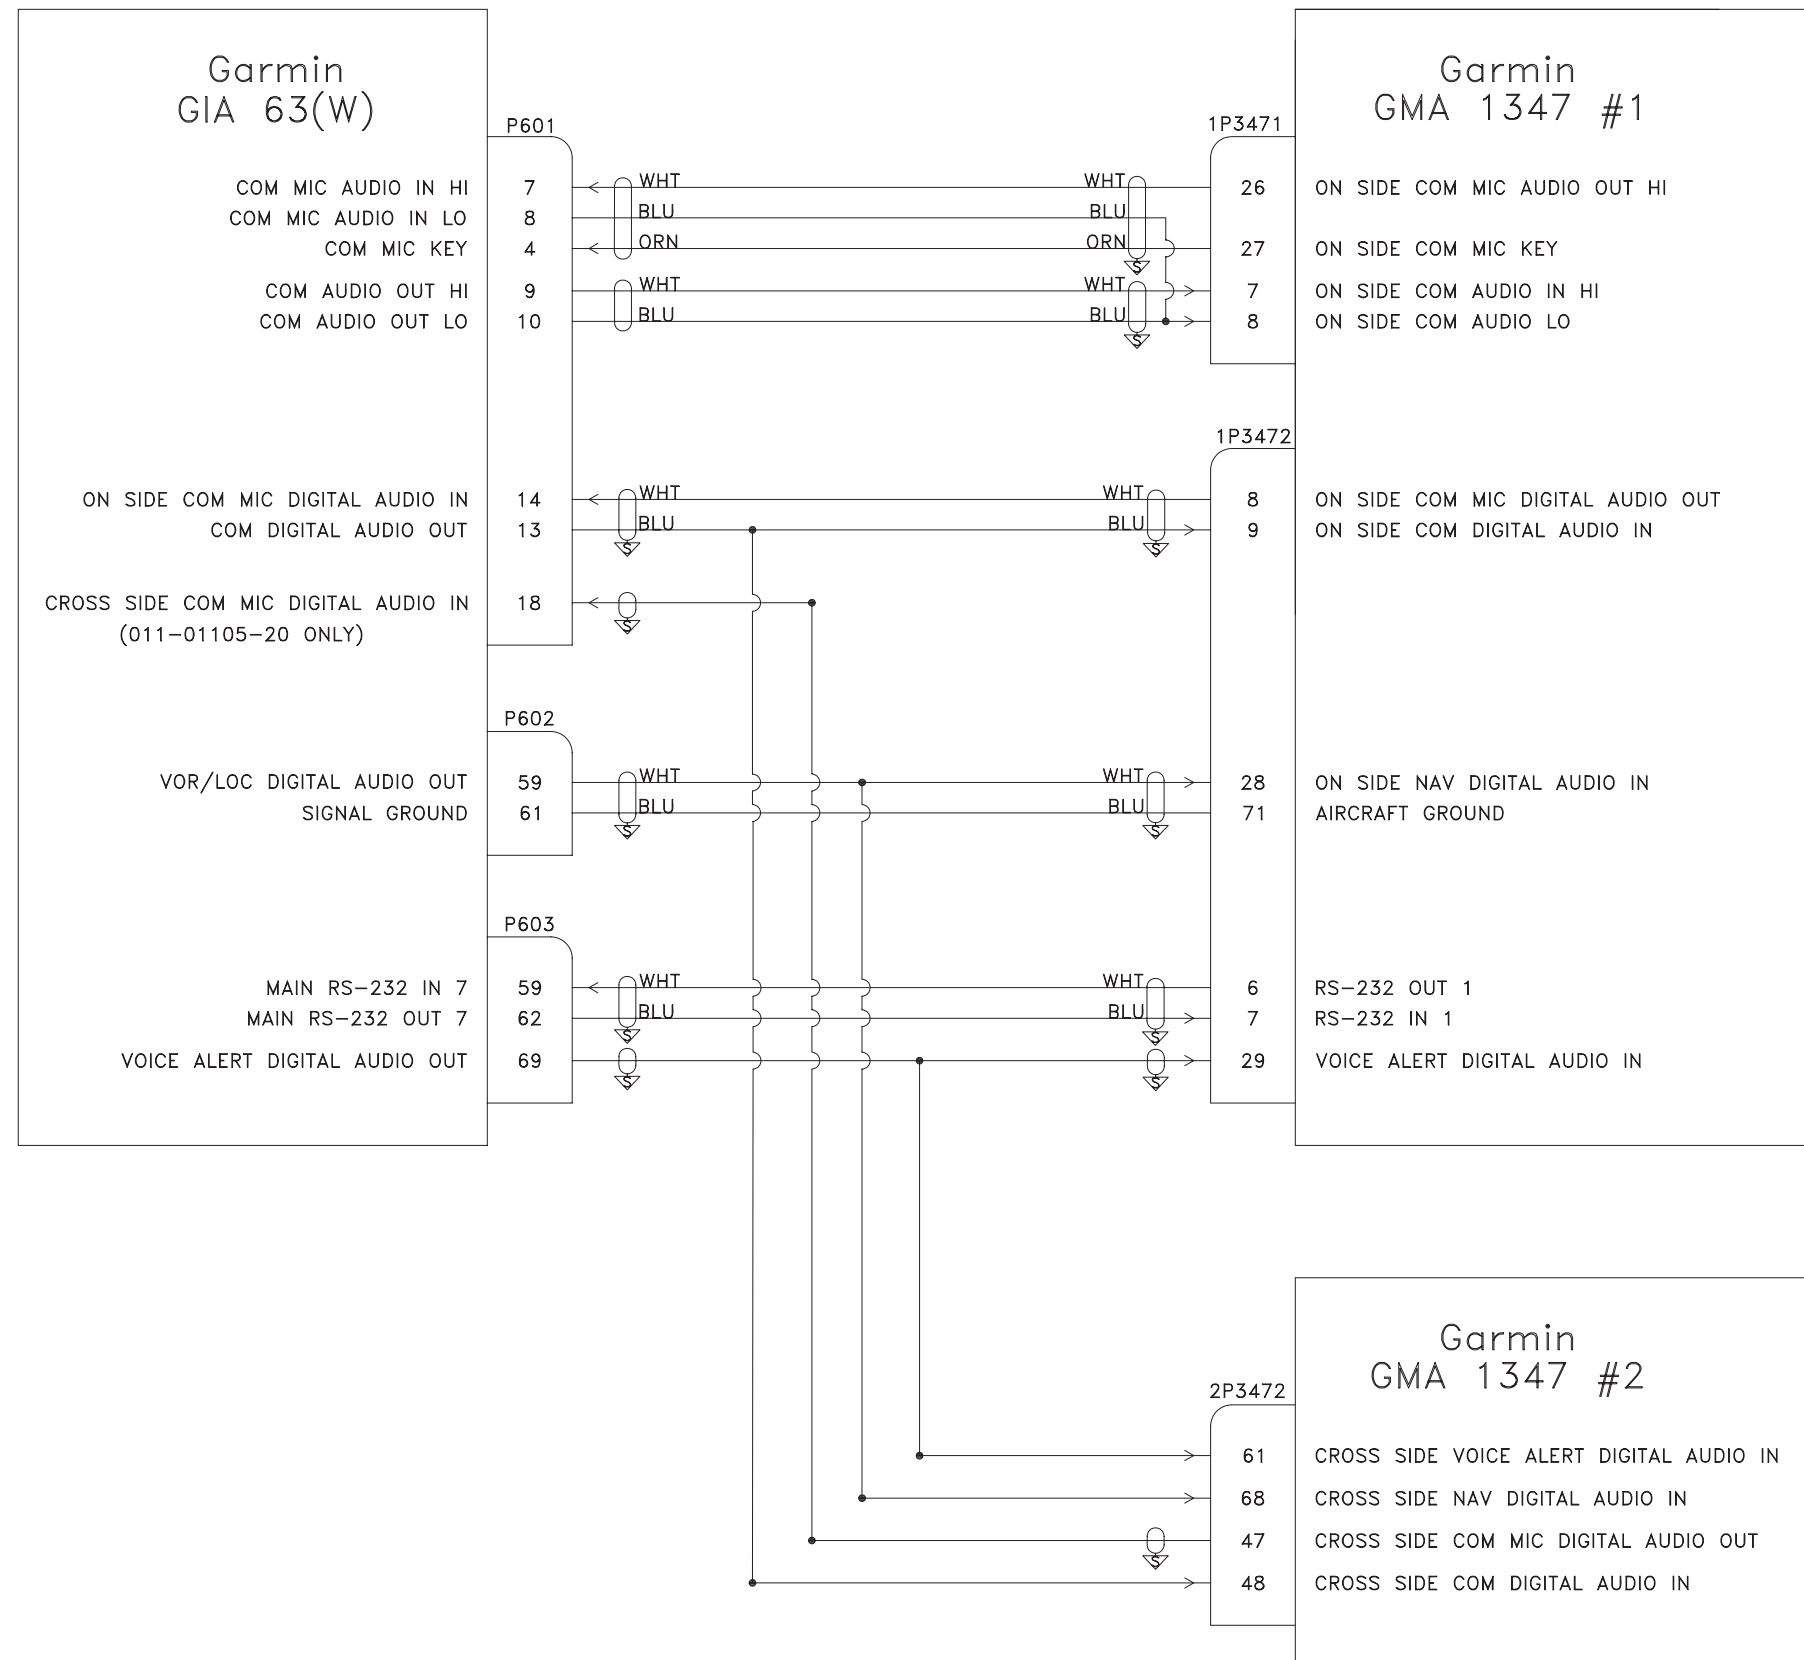 Garmin
GIA 63(W)
Garmin
GMA 1347 #1
P601
1P3471
COM MIC AUDIO IN HI 7 WHT WHT 26 ON SIDE COM MIC AUDIO OUT HI
COM MIC AUDIO IN LO 8 BLU BLU
COM MIC KEY 4 ORN ORN 27 ON SIDE COM MIC KEY
S
COM AUDIO OUT HI 9 WHT WHT 7 ON SIDE COM AUDIO IN HI
COM AUDIO OUT LO 10 BLU BLU 8 ON SIDE COM AUDIO LO
S
1P3472
ON SIDE COM MIC DIGITAL AUDIO IN 14 WHT WHT 8 ON SIDE COM MIC DIGITAL AUDIO OUT
COM DIGITAL AUDIO OUT 13 BLU BLU 9 ON SIDE COM DIGITAL AUDIO IN
S S
CROSS SIDE COM MIC DIGITAL AUDIO IN 18
(011-01105-20 ONLY)
S
P602
VOR/LOC DIGITAL AUDIO OUT 59 WHT WHT 28 ON SIDE NAV DIGITAL AUDIO IN
SIGNAL GROUND 61 BLU BLU 71 AIRCRAFT GROUND
S S
P603
MAIN RS-232 IN 7 59 WHT WHT 6 RS-232 OUT 1
MAIN RS-232 OUT 7 62 BLU BLU 7 RS-232 IN 1
S S
VOICE ALERT DIGITAL AUDIO OUT 69 29 VOICE ALERT DIGITAL AUDIO IN
S S
Garmin
GMA 1347 #2
2P3472
61 CROSS SIDE VOICE ALERT DIGITAL AUDIO IN
68 CROSS SIDE NAV DIGITAL AUDIO IN
47 CROSS SIDE COM MIC DIGITAL AUDIO OUT
S
48 CROSS SIDE COM DIGITAL AUDIO IN